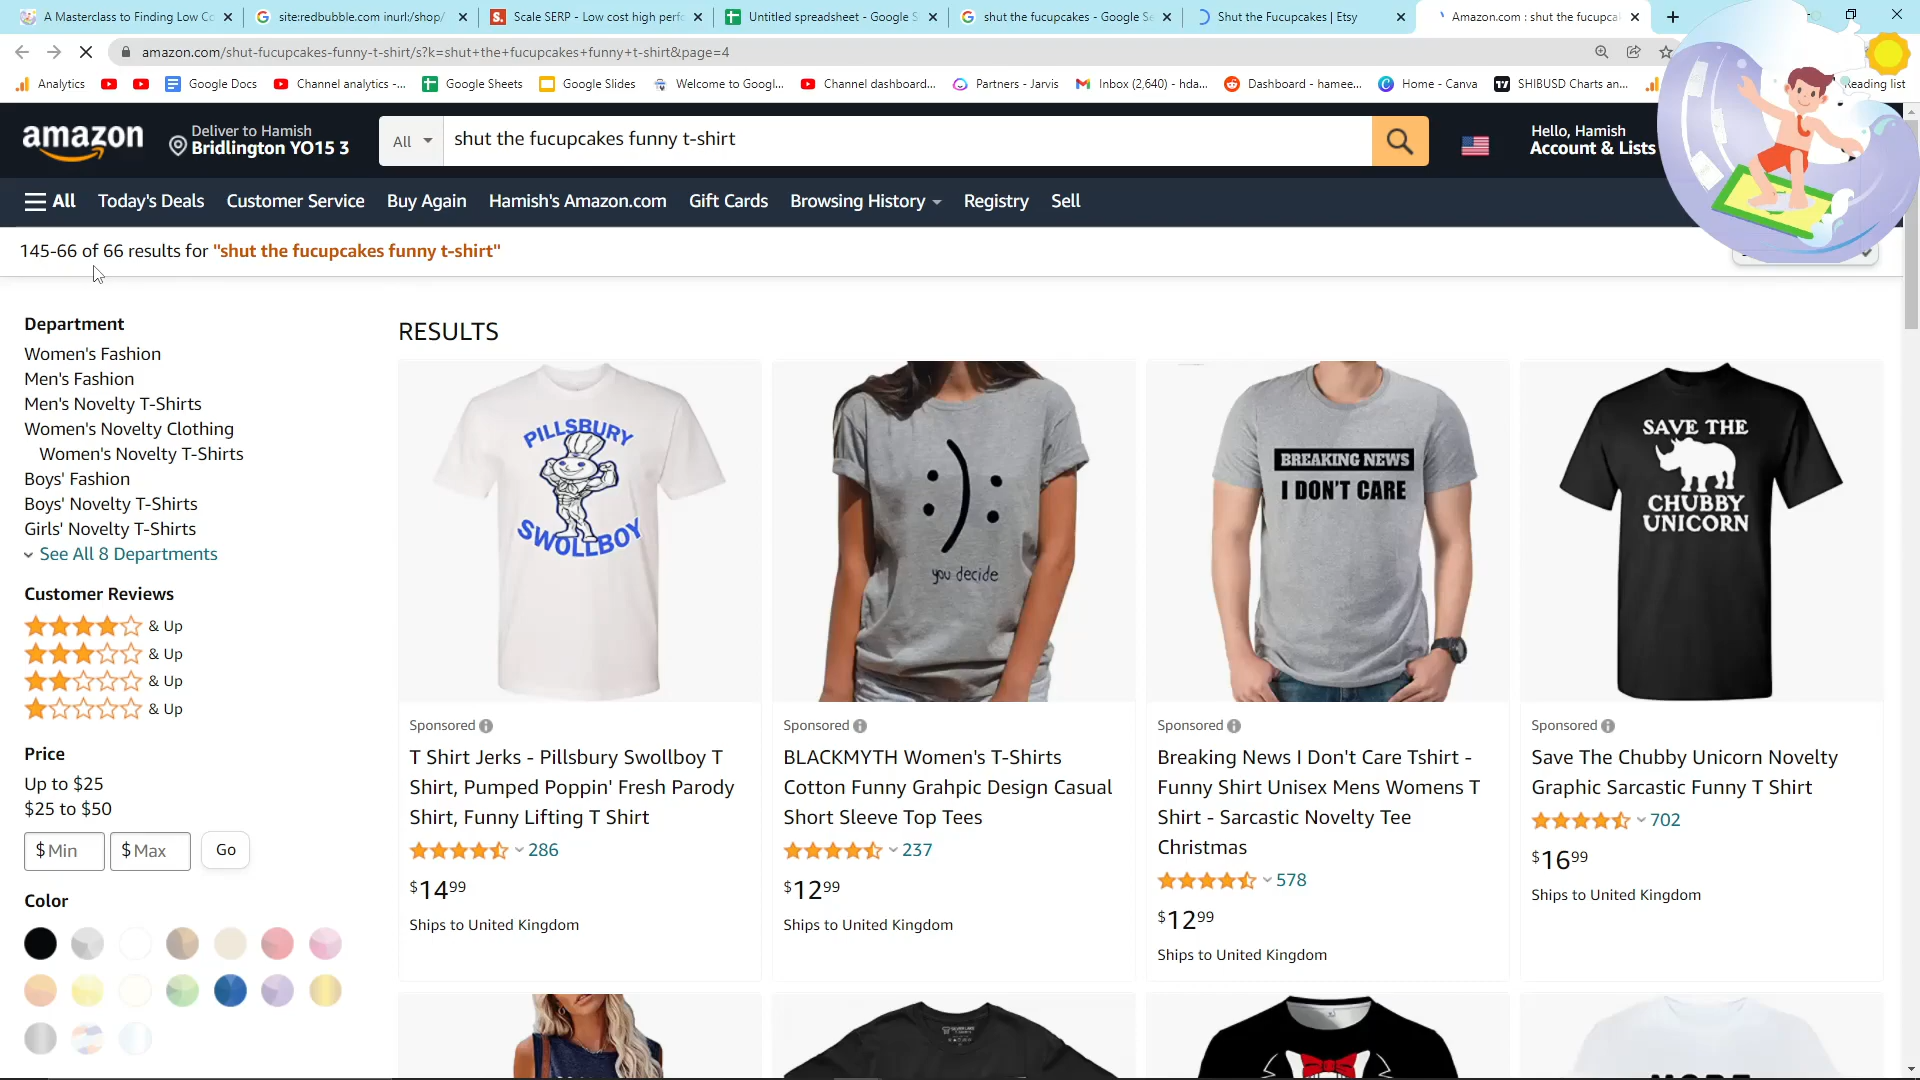 A Masterclass to Finding Low Co
site:redbubble.com inurl:/shop/
Scale SERP - Low cost high perfo
Untitled spreadsheet - Google S
shut the fucupcakes - Google Se
Shut the Fucupcakes | Etsy
Amazon.com : shut the fucupca
amazon.com/shut-fucupcakes-funny-t-shirt/s?k=shut+the+fucupcakes+funny+t-shirt&page=4
Analytics
Google Docs
Channel analytics -...
Google Sheets
Google Slides
Welcome to Googl...
Channel dashboard...
Partners - Jarvis
Inbox (2,640) - hda...
Dashboard - hamee...
Home - Canva
SHIBUSD Charts an...
Reading list
amazon
Deliver to Hamish
Bridlington YO15 3
All
shut the fucupcakes funny t-shirt
Hello, Hamish
Account & Lists
All
Today's Deals
Customer Service
Buy Again
Hamish's Amazon.com
Gift Cards
Browsing History
Registry
Sell
145-66 of 66 results for "shut the fucupcakes funny t-shirt"
Department
Women's Fashion
Men's Fashion
Men's Novelty T-Shirts
Women's Novelty Clothing
Women's Novelty T-Shirts
Boys' Fashion
Boys' Novelty T-Shirts
Girls' Novelty T-Shirts
See All 8 Departments
Customer Reviews
& Up
& Up
& Up
& Up
Price
Up to $25
$25 to $50
$ Min
$ Max
Go
Color
RESULTS
PILLSBURY
SWOLLBOY
Sponsored
T Shirt Jerks - Pillsbury Swollboy T
Shirt, Pumped Poppin' Fresh Parody
Shirt, Funny Lifting T Shirt
286
$14.99
Ships to United Kingdom
you decide
Sponsored
BLACKMYTH Women's T-Shirts
Cotton Funny Grahpic Design Casual
Short Sleeve Top Tees
237
$12.99
Ships to United Kingdom
BREAKING NEWS
I DON'T CARE
Sponsored
Breaking News I Don't Care Tshirt -
Funny Shirt Unisex Mens Womens T
Shirt - Sarcastic Novelty Tee
Christmas
578
$12.99
Ships to United Kingdom
SAVE THE
CHUBBY
UNICORN
Sponsored
Save The Chubby Unicorn Novelty
Graphic Sarcastic Funny T Shirt
702
$16.99
Ships to United Kingdom